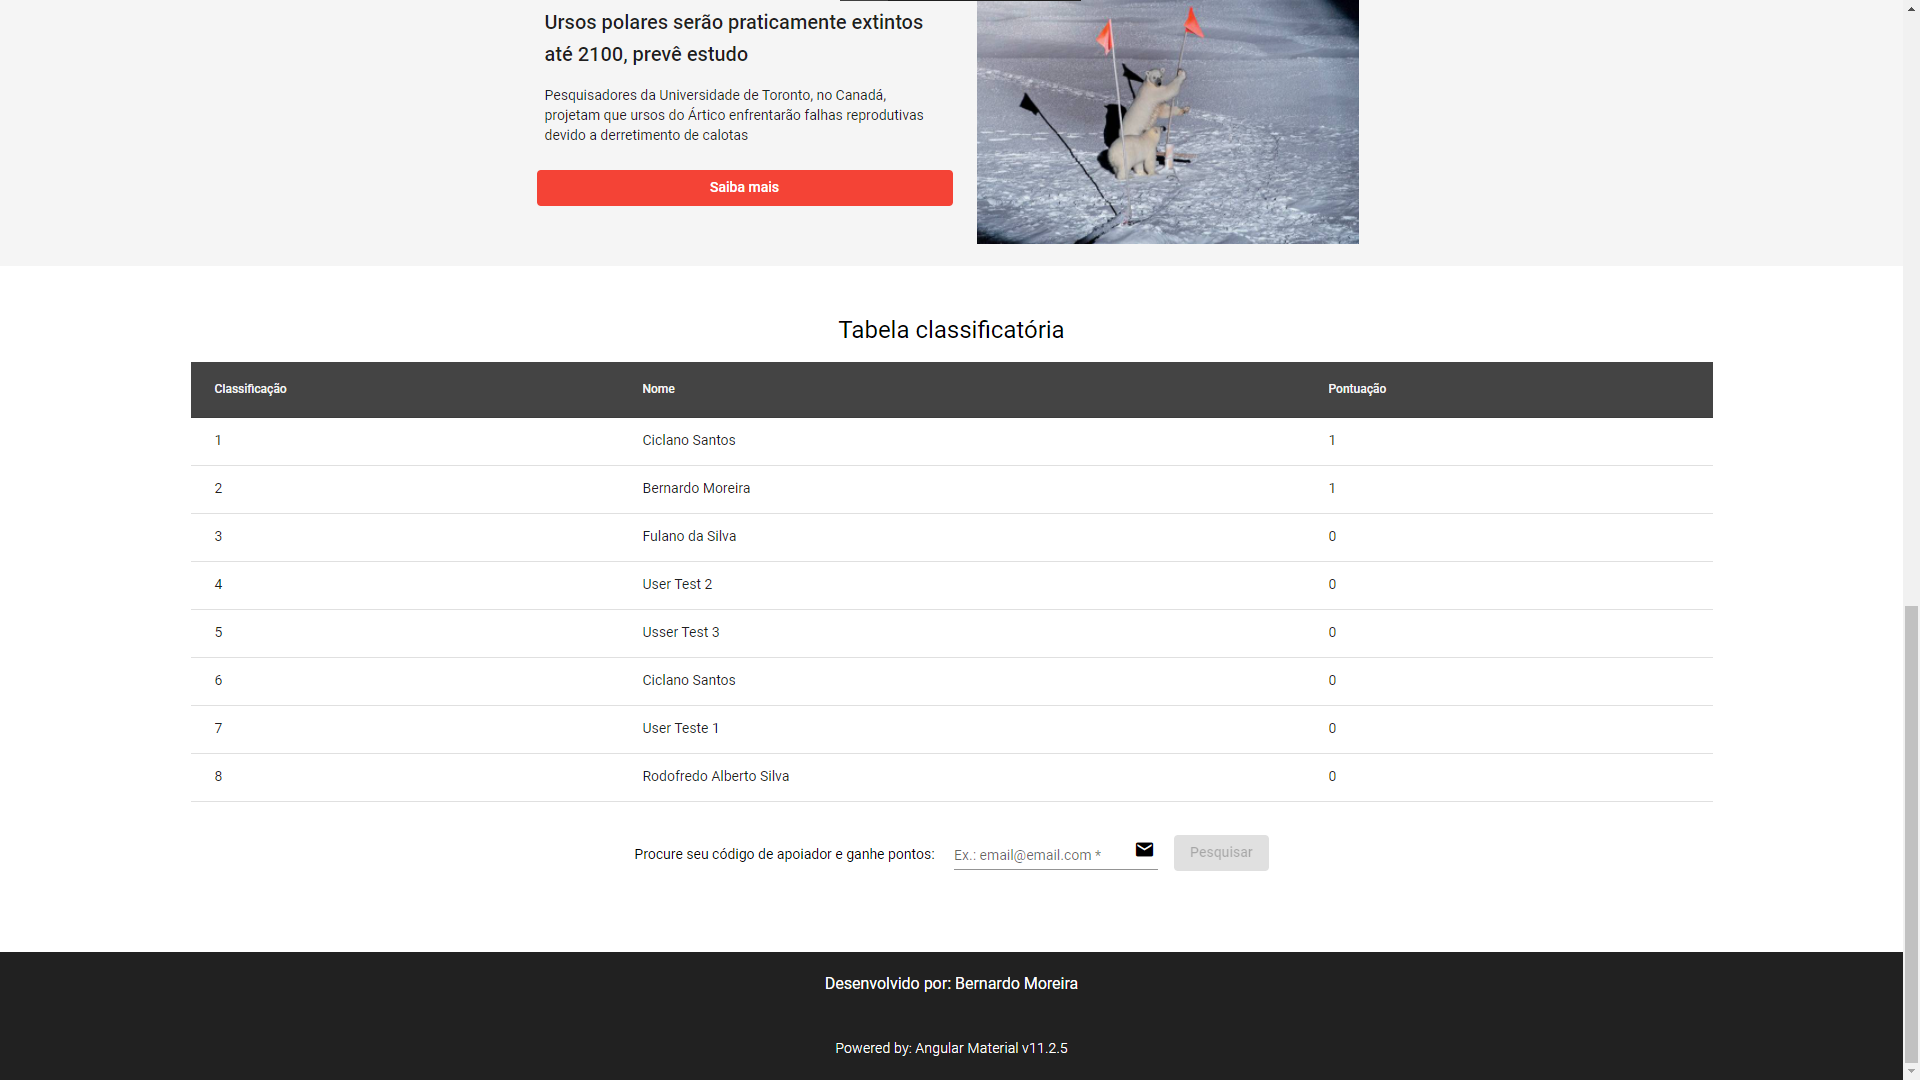 Ursos polares serão praticamente extintos
até 2100, prevê estudo
Pesquisadores da Universidade de Toronto, no Canadá,
projetam que ursos do Ártico enfrentarão falhas reprodutivas
devido a derretimento de calotas
Saiba mais
Tabela classificatória
Classificação Nome Pontuação
1 Ciclano Santos 1
2 Bernardo Moreira 1
3 Fulano da Silva 0
4 User Test 2 0
5 Usser Test 3 0
6 Ciclano Santos 0
7 User Teste 1 0
8 Rodofredo Alberto Silva 0
Procure seu código de apoiador e ganhe pontos: Ex.: email@email.com * Pesquisar
Desenvolvido por: Bernardo Moreira
Powered by: Angular Material v11.2.5